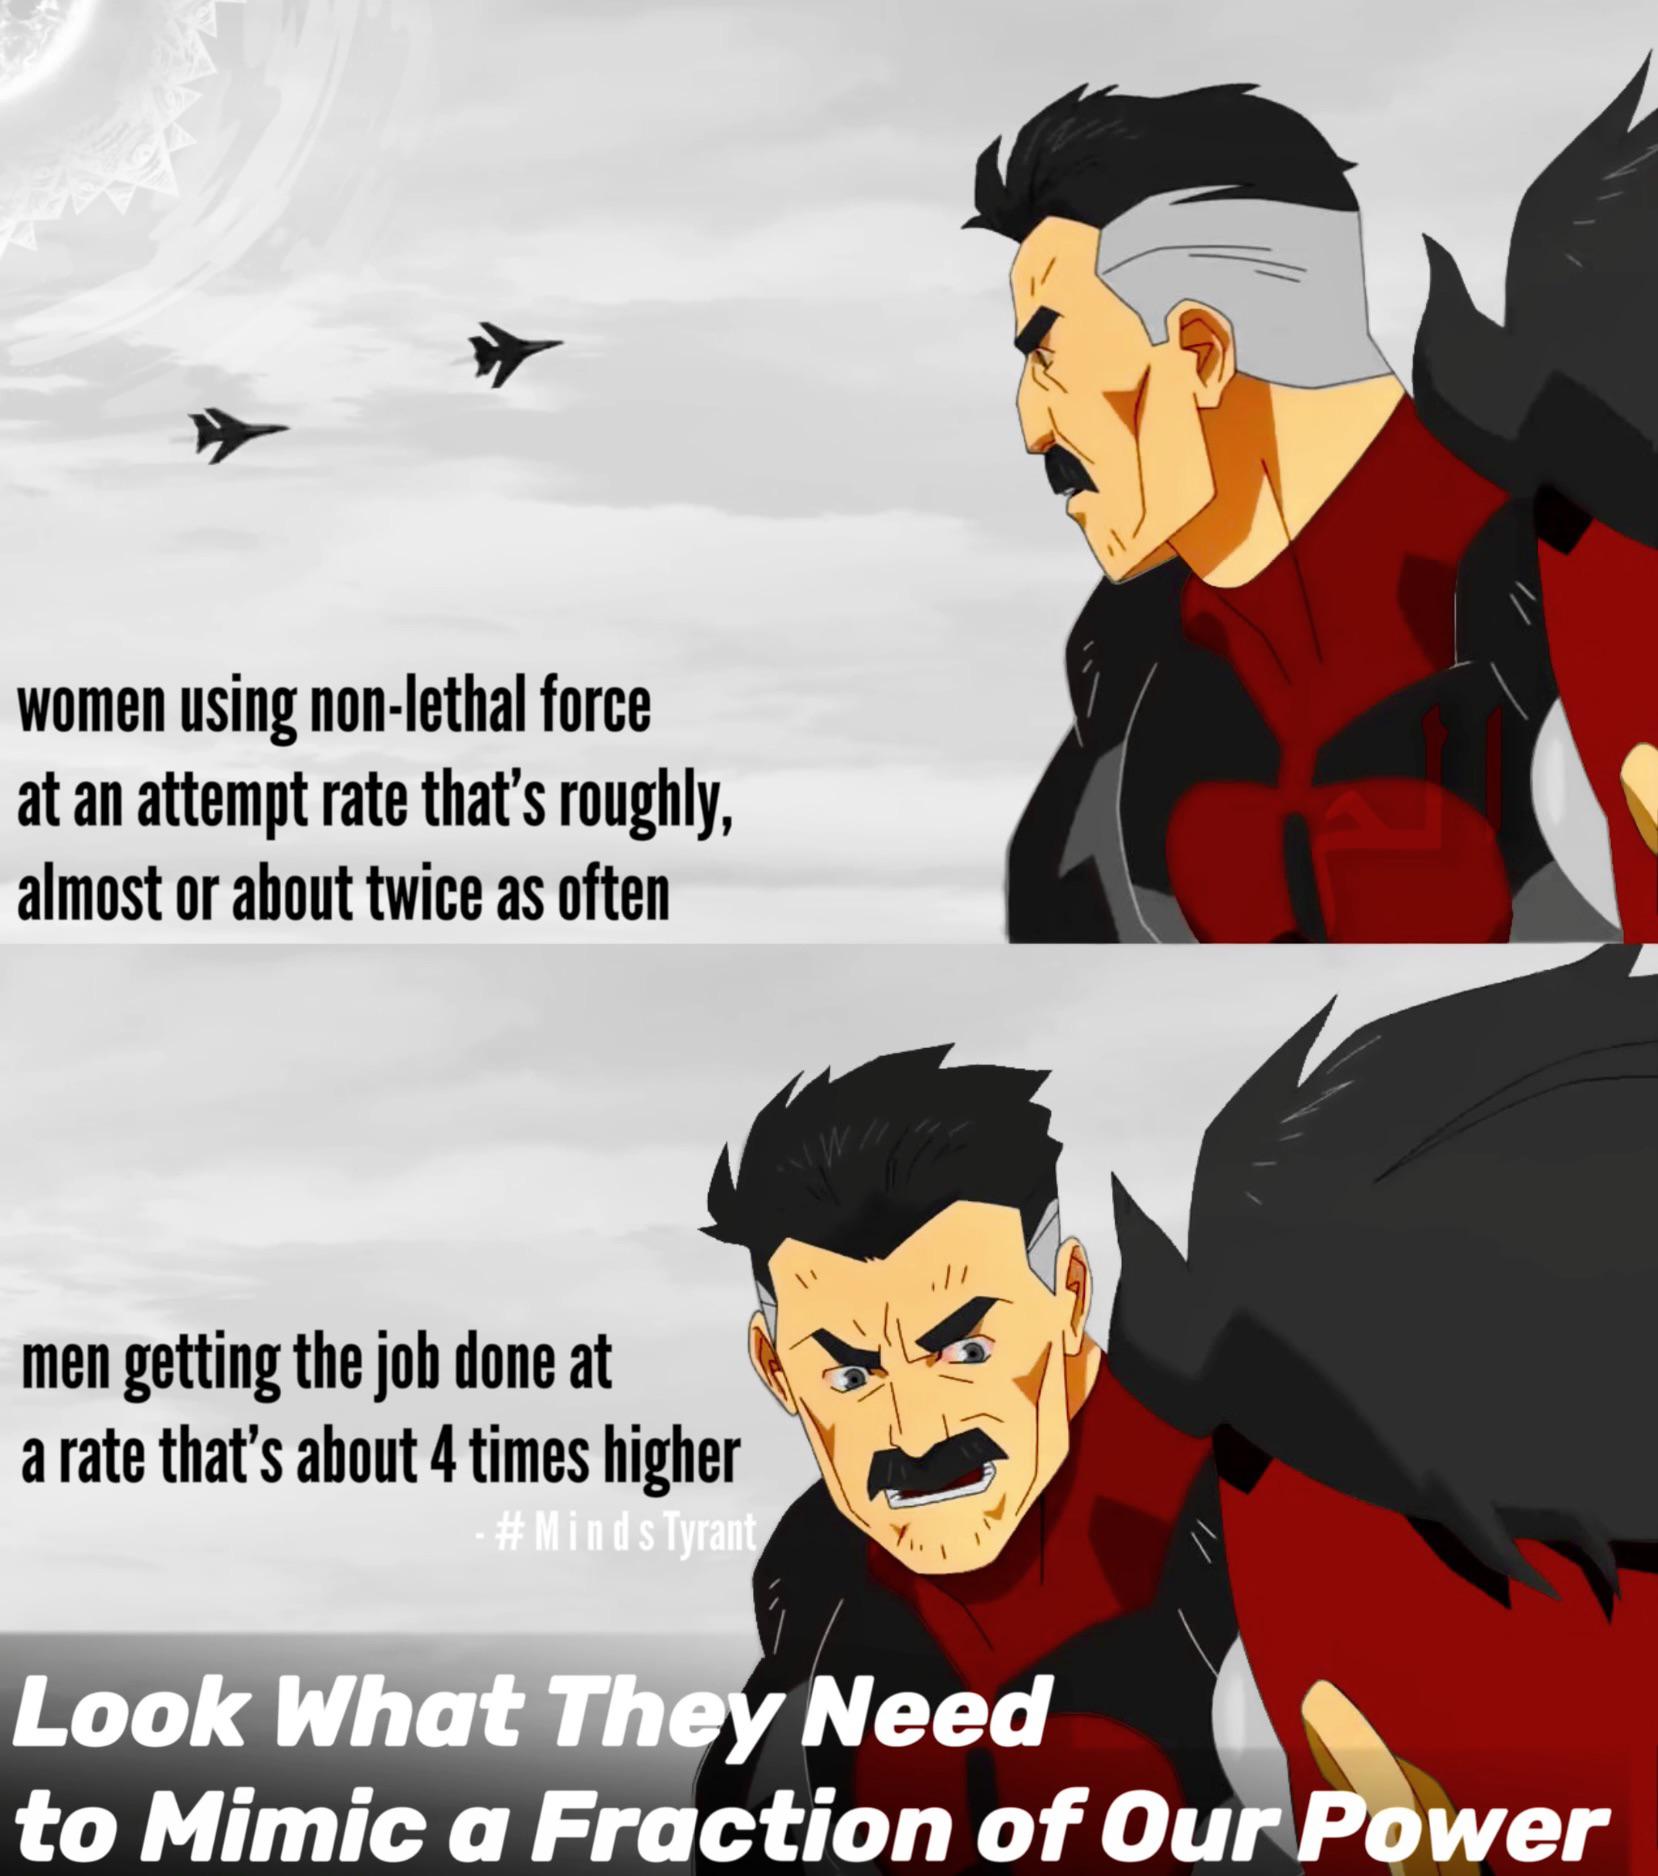 women using non-lethal force
at an attempt rate that's roughly,
almost or about twice as often
men getting the job done at
a rate that's about 4 times higher
- # M i n d s Tyrant
Look What They Need
to Mimic a Fraction of Our Power